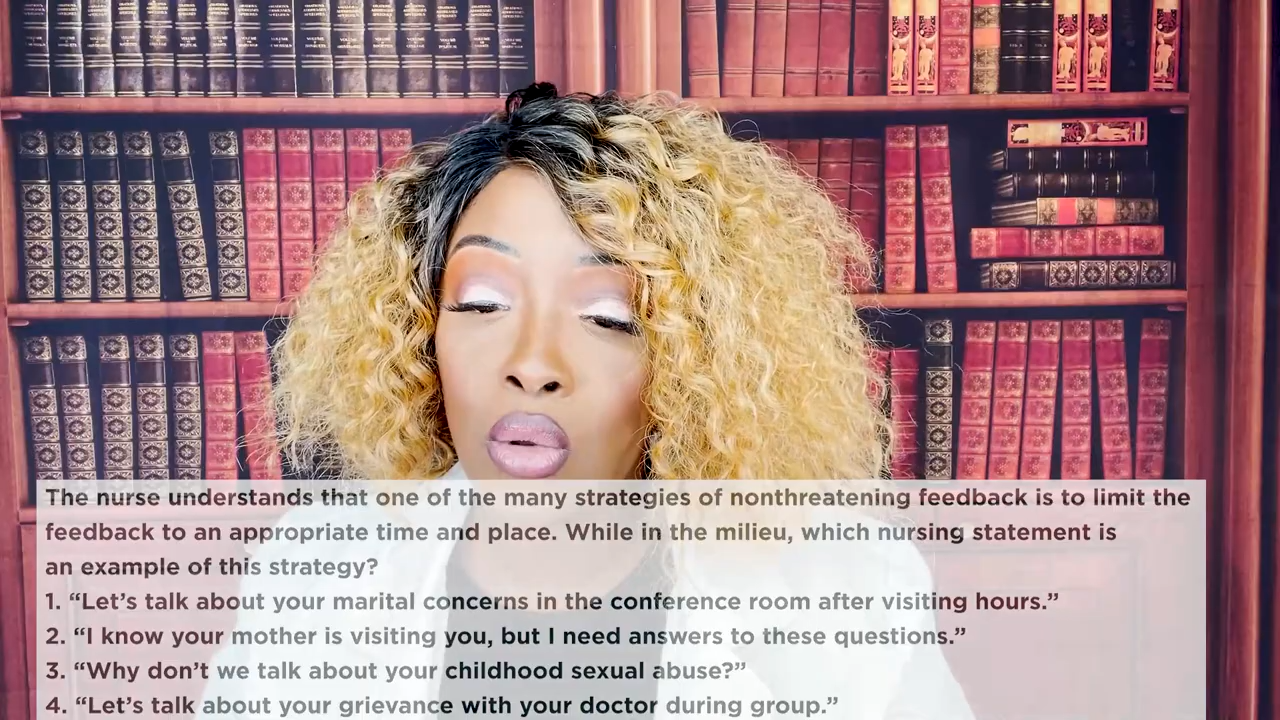 The nurse understands that one of the many strategies of nonthreatening feedback is to limit the
feedback to an appropriate time and place. While in the milieu, which nursing statement is
an example of this strategy?
1. “Let’s talk about your marital concerns in the conference room after visiting hours.”
2. “I know your mother is visiting you, but I need answers to these questions.”
3. “Why don’t we talk about your childhood sexual abuse?”
4. “Let’s talk about your grievance with your doctor during group.”